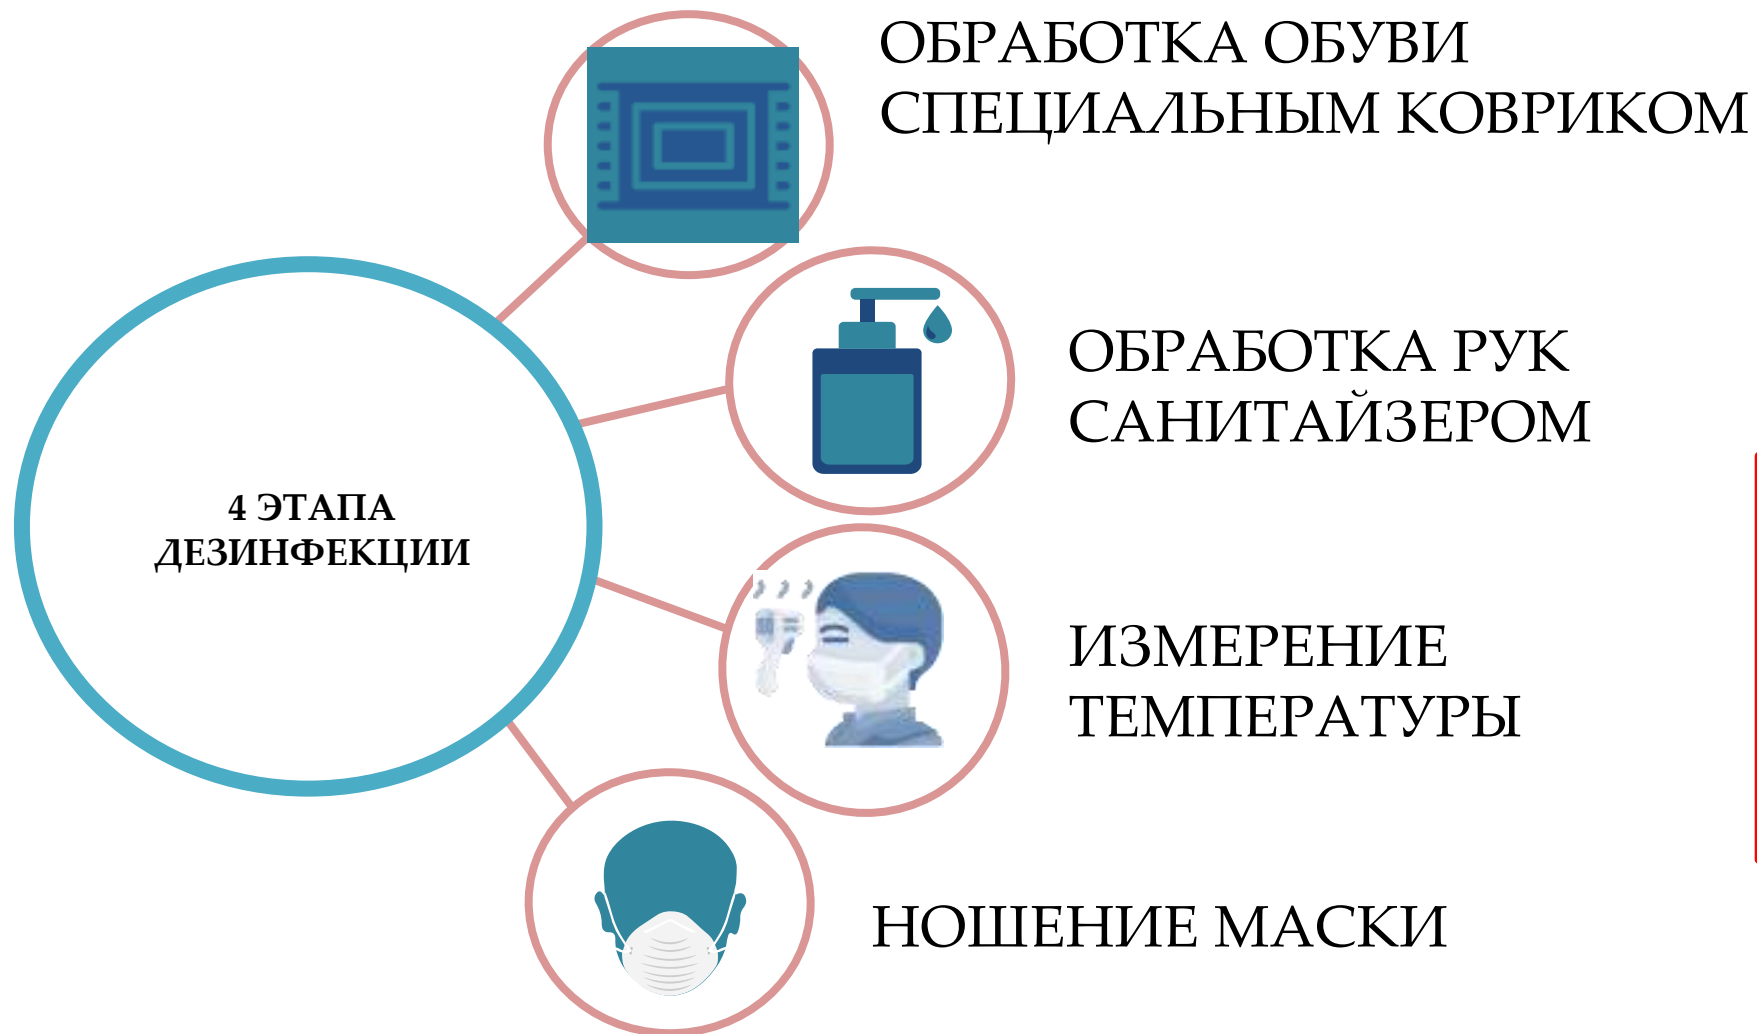 ОБРАБОТКА ОБУВИ
СПЕЦИАЛЬНЫМ КОВРИКОМ
ОБРАБОТКА РУК
САНИТАЙЗЕРОМ
4 ЭТАПА
ДЕЗИНФЕКЦИИ
ИЗМЕРЕНИЕ
ТЕМПЕРАТУРЫ
НОШЕНИЕ МАСКИ